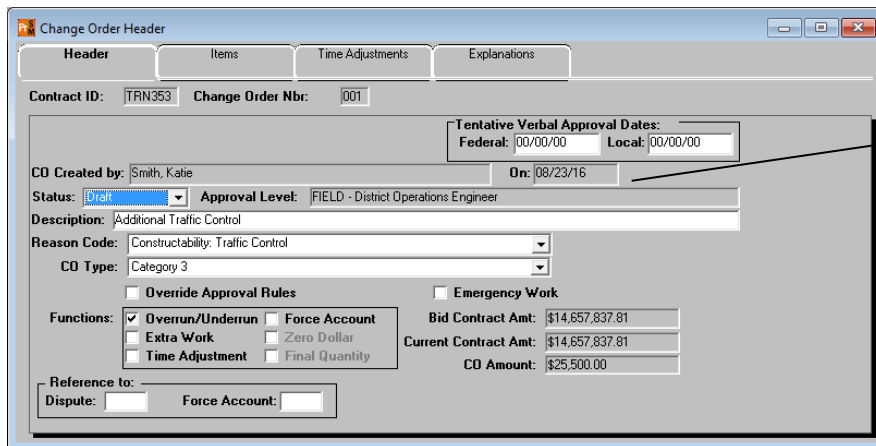 Change Order Header
Header Items Time Adjustments Explanations
Contract ID: TRN353 Change Order Nbr: 001
Tentative Verbal Approval Dates:
Federal: 00/00/00 Local: 00/00/00
CO Created by: Smith, Katie On: 08/23/16
Status: Draft Approval Level: FIELD - District Operations Engineer
Description: Additional Traffic Control
Reason Code: Constructability: Traffic Control
CO Type: Category 3
Override Approval Rules Emergency Work
Functions: Overrun/Underrun Force Account Bid Contract Amt: $14,657,837.81
Extra Work Zero Dollar Current Contract Amt: $14,657,837.81
Time Adjustment Final Quantity CO Amount: $25,500.00
Reference to:
Dispute: Force Account: